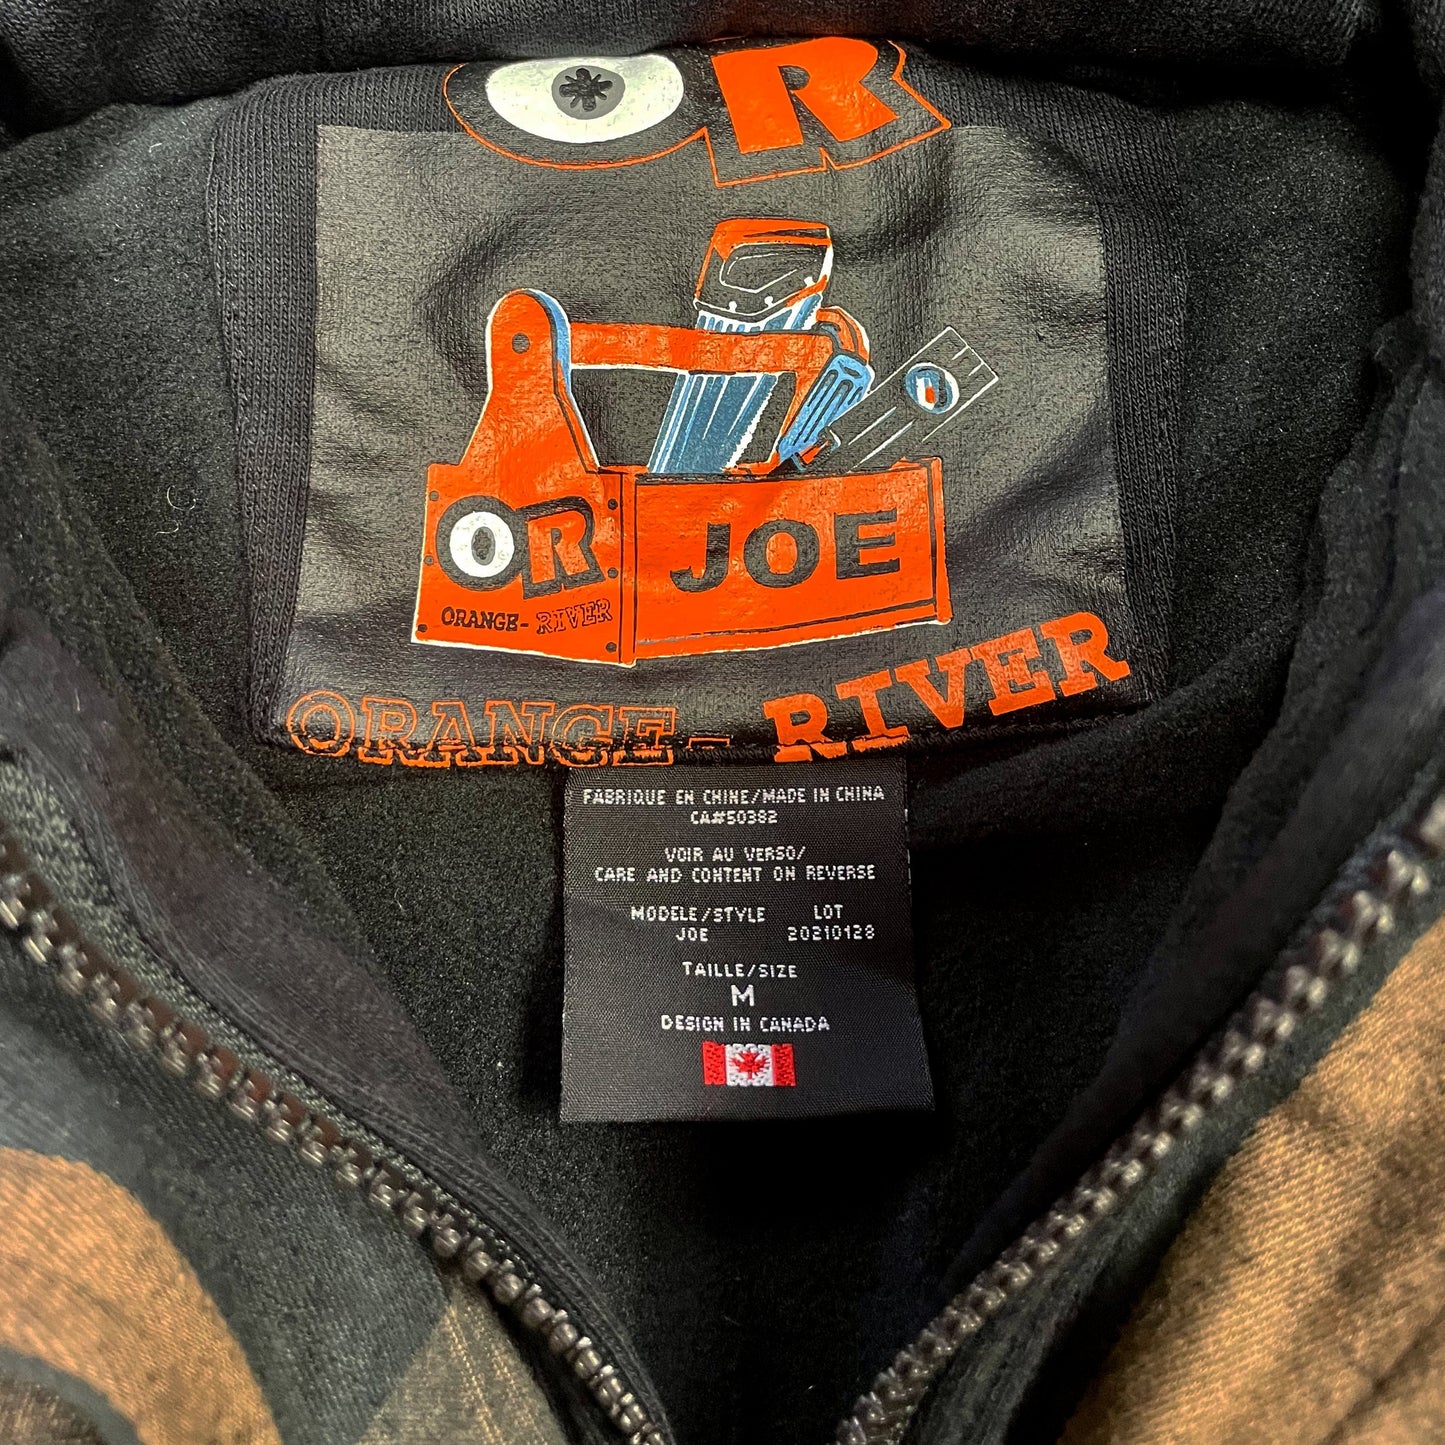 OR
OR JOE
ORANGE- RIVER
ORANGE- RIVER
FABRIQUE EN CHINE/MADE IN CHINA
CA#50382
VOIR AU VERSO/
CARE AND CONTENT ON REVERSE
MODELE/STYLE LOT
JOE 20210128
TAILLE/SIZE
M
DESIGN IN CANADA